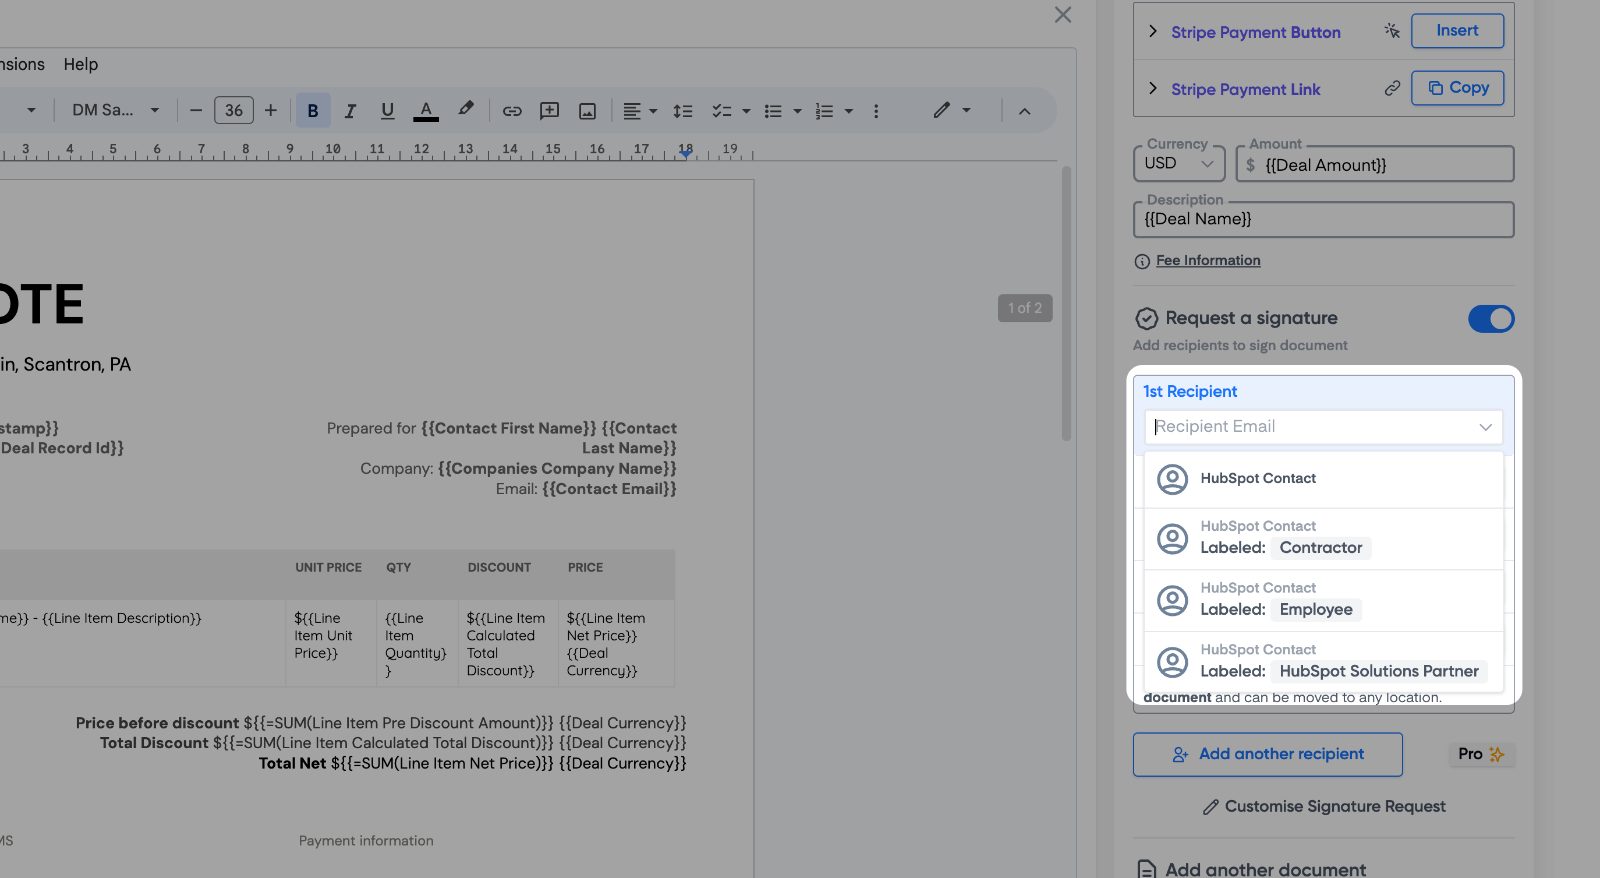 nsions Help
DM Sa... 36 B I U A
3 4 5 6 7 8 9 10 11 12 13 14 15 16 17 18 19
OTE
in, Scantron, PA
stamp}}
Deal Record Id}}
Prepared for {{Contact First Name}} {{Contact
Last Name}}
Company: {{Companies Company Name}}
Email: {{Contact Email}}
UNIT PRICE QTY DISCOUNT PRICE
me}} - {{Line Item Description}}
${{Line
Item Unit
Price}}
{{Line
Item
Quantity}
}
${{Line Item
Calculated
Total
Discount}}
${{Line Item
Net Price}}
{{Deal
Currency}}
Price before discount ${{=SUM(Line Item Pre Discount Amount)}} {{Deal Currency}}
Total Discount ${{=SUM(Line Item Calculated Total Discount)}} {{Deal Currency}}
Total Net ${{=SUM(Line Item Net Price)}} {{Deal Currency}}
MS
Payment information
1 of 2
Stripe Payment Button
Insert
Stripe Payment Link
Copy
Currency
USD
Amount
$ {{Deal Amount}}
Description
{{Deal Name}}
Fee Information
Request a signature
Add recipients to sign document
1st Recipient
Recipient Email
HubSpot Contact
HubSpot Contact
Labeled: Contractor
HubSpot Contact
Labeled: Employee
HubSpot Contact
Labeled: HubSpot Solutions Partner
document and can be moved to any location.
Add another recipient
Pro
Customise Signature Request
Add another document